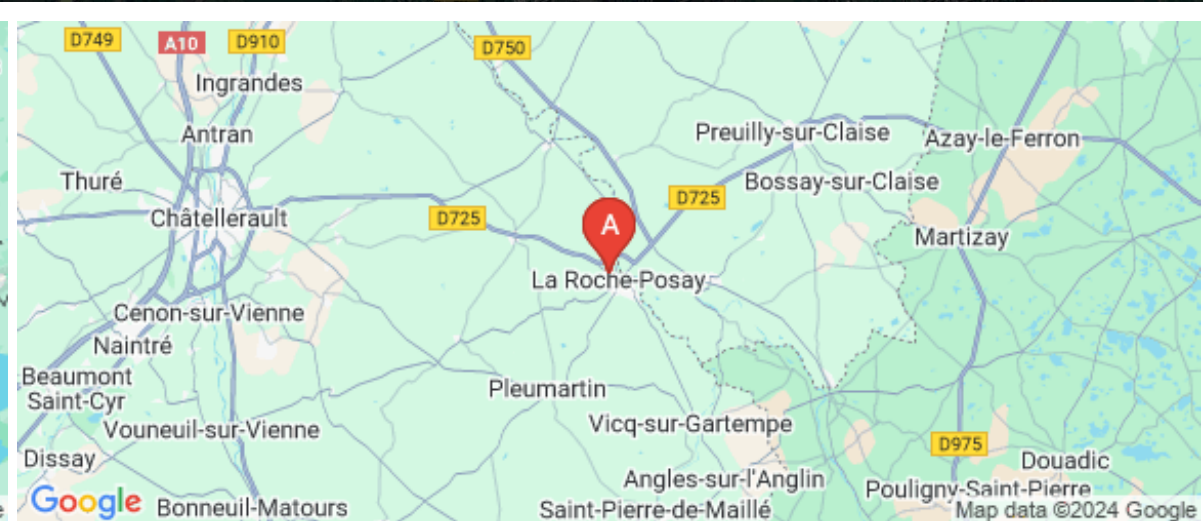 D749
A10
D910
D750
Ingrandes
Antran
Preuilly-sur-Claise
Azay-le-Ferron
Thuré
Bossay-sur-Claise
D725
Châtellerault
D725
A
Martizay
La Roche-Posay
Cenon-sur-Vienne
Naintré
Beaumont
Saint-Cyr
Pleumartin
Vouneuil-sur-Vienne
Vicq-sur-Gartempe
D975
Dissay
Douadic
Angles-sur-l'Anglin
Pouligny-Saint-Pierre
Google
Bonneuil-Matours
Saint-Pierre-de-Maillé
Map data ©2024 Google